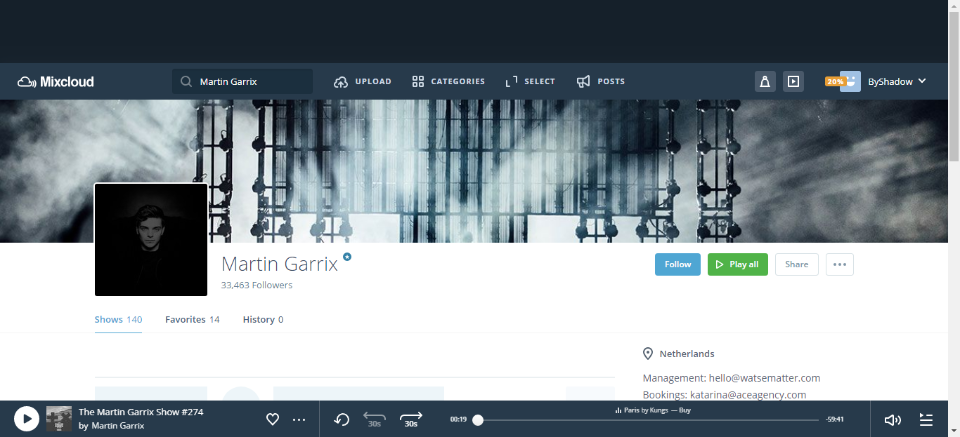 Mixcloud
Martin Garrix
UPLOAD
CATEGORIES
SELECT
POSTS
20%
ByShadow
Martin Garrix
33,463 Followers
Follow
Play all
Share
Shows 140
Favorites 14
History 0
Netherlands
Management: hello@watsematter.com
Bookings: katarina@aceagency.com
The Martin Garrix Show #274
by Martin Garrix
30s
30s
00:19
Paris by Kungs — Buy
-59:41